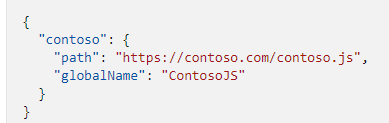 {
  "contoso": {
    "path": "https://contoso.com/contoso.js",
    "globalName": "ContosoJS"
  }
}